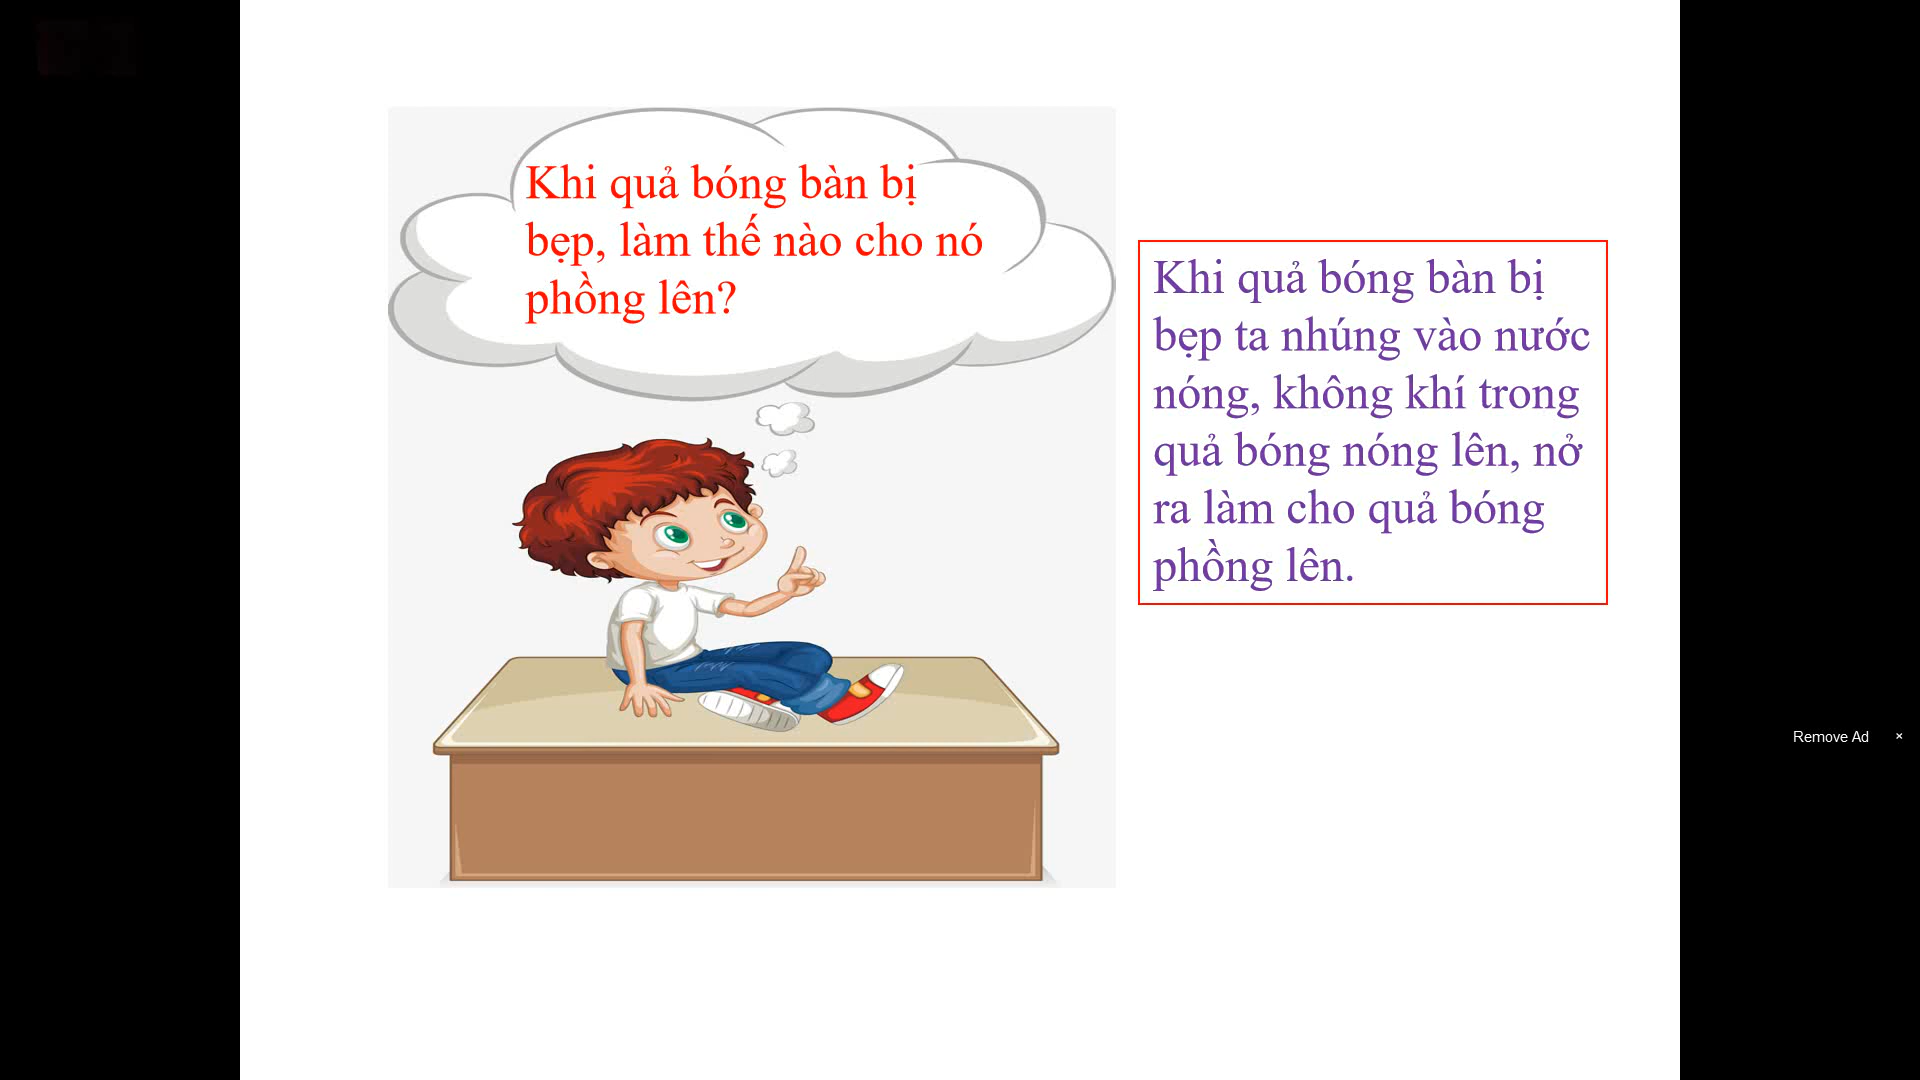 Khi quả bóng bàn bị
bẹp, làm thế nào cho nó
phồng lên?
Khi quả bóng bàn bị
bẹp ta nhúng vào nước
nóng, không khí trong
quả bóng nóng lên, nở
ra làm cho quả bóng
phồng lên.
Remove Ad ×